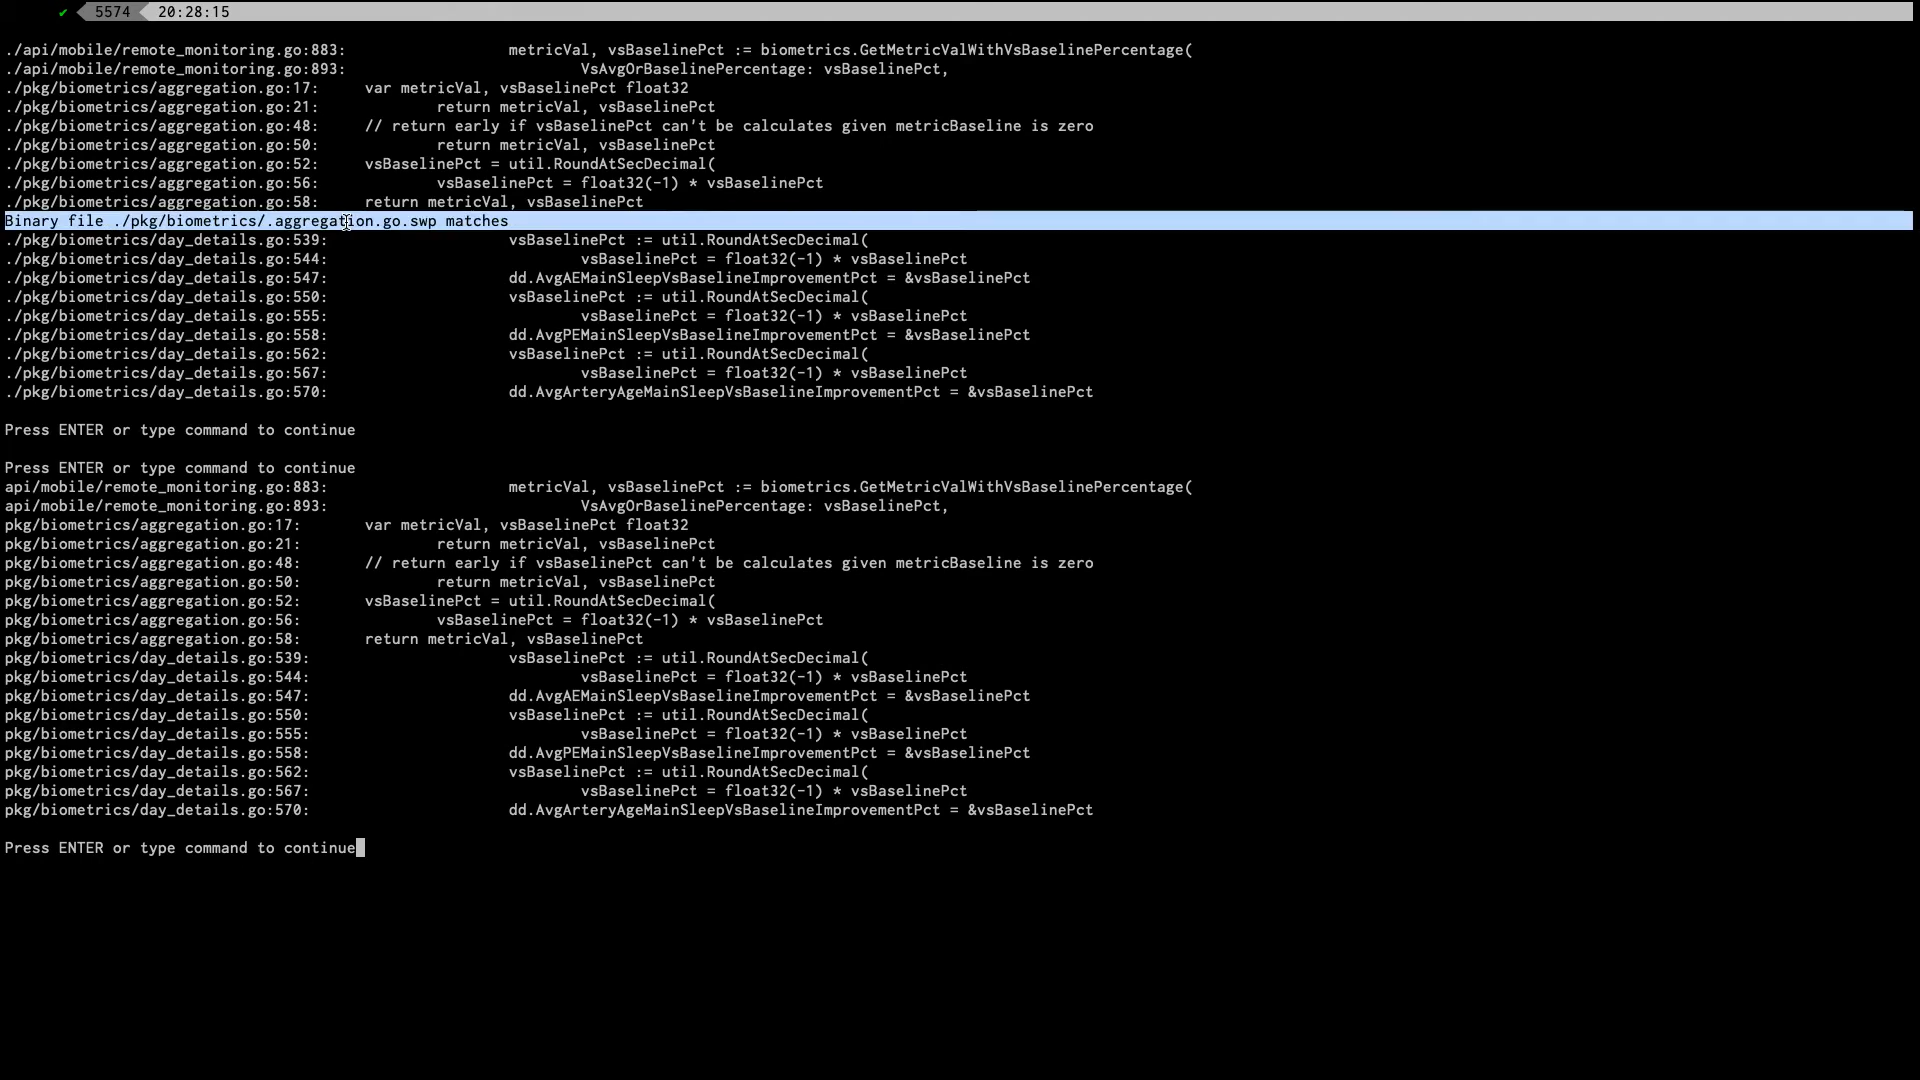 ✔ 5574 20:28:15
./api/mobile/remote_monitoring.go:883: metricVal, vsBaselinePct := biometrics.GetMetricValWithVsBaselinePercentage(
./api/mobile/remote_monitoring.go:893: VsAvgOrBaselinePercentage: vsBaselinePct,
./pkg/biometrics/aggregation.go:17: var metricVal, vsBaselinePct float32
./pkg/biometrics/aggregation.go:21: return metricVal, vsBaselinePct
./pkg/biometrics/aggregation.go:48: // return early if vsBaselinePct can't be calculates given metricBaseline is zero
./pkg/biometrics/aggregation.go:50: return metricVal, vsBaselinePct
./pkg/biometrics/aggregation.go:52: vsBaselinePct = util.RoundAtSecDecimal(
./pkg/biometrics/aggregation.go:56: vsBaselinePct = float32(-1) * vsBaselinePct
./pkg/biometrics/aggregation.go:58: return metricVal, vsBaselinePct
Binary file ./pkg/biometrics/.aggregation.go.swp matches
./pkg/biometrics/day_details.go:539: vsBaselinePct := util.RoundAtSecDecimal(
./pkg/biometrics/day_details.go:544: vsBaselinePct = float32(-1) * vsBaselinePct
./pkg/biometrics/day_details.go:547: dd.AvgAEMainSleepVsBaselineImprovementPct = &vsBaselinePct
./pkg/biometrics/day_details.go:550: vsBaselinePct := util.RoundAtSecDecimal(
./pkg/biometrics/day_details.go:555: vsBaselinePct = float32(-1) * vsBaselinePct
./pkg/biometrics/day_details.go:558: dd.AvgPEMainSleepVsBaselineImprovementPct = &vsBaselinePct
./pkg/biometrics/day_details.go:562: vsBaselinePct := util.RoundAtSecDecimal(
./pkg/biometrics/day_details.go:567: vsBaselinePct = float32(-1) * vsBaselinePct
./pkg/biometrics/day_details.go:570: dd.AvgArteryAgeMainSleepVsBaselineImprovementPct = &vsBaselinePct
Press ENTER or type command to continue
Press ENTER or type command to continue
api/mobile/remote_monitoring.go:883: metricVal, vsBaselinePct := biometrics.GetMetricValWithVsBaselinePercentage(
api/mobile/remote_monitoring.go:893: VsAvgOrBaselinePercentage: vsBaselinePct,
pkg/biometrics/aggregation.go:17: var metricVal, vsBaselinePct float32
pkg/biometrics/aggregation.go:21: return metricVal, vsBaselinePct
pkg/biometrics/aggregation.go:48: // return early if vsBaselinePct can't be calculates given metricBaseline is zero
pkg/biometrics/aggregation.go:50: return metricVal, vsBaselinePct
pkg/biometrics/aggregation.go:52: vsBaselinePct = util.RoundAtSecDecimal(
pkg/biometrics/aggregation.go:56: vsBaselinePct = float32(-1) * vsBaselinePct
pkg/biometrics/aggregation.go:58: return metricVal, vsBaselinePct
pkg/biometrics/day_details.go:539: vsBaselinePct := util.RoundAtSecDecimal(
pkg/biometrics/day_details.go:544: vsBaselinePct = float32(-1) * vsBaselinePct
pkg/biometrics/day_details.go:547: dd.AvgAEMainSleepVsBaselineImprovementPct = &vsBaselinePct
pkg/biometrics/day_details.go:550: vsBaselinePct := util.RoundAtSecDecimal(
pkg/biometrics/day_details.go:555: vsBaselinePct = float32(-1) * vsBaselinePct
pkg/biometrics/day_details.go:558: dd.AvgPEMainSleepVsBaselineImprovementPct = &vsBaselinePct
pkg/biometrics/day_details.go:562: vsBaselinePct := util.RoundAtSecDecimal(
pkg/biometrics/day_details.go:567: vsBaselinePct = float32(-1) * vsBaselinePct
pkg/biometrics/day_details.go:570: dd.AvgArteryAgeMainSleepVsBaselineImprovementPct = &vsBaselinePct
Press ENTER or type command to continue